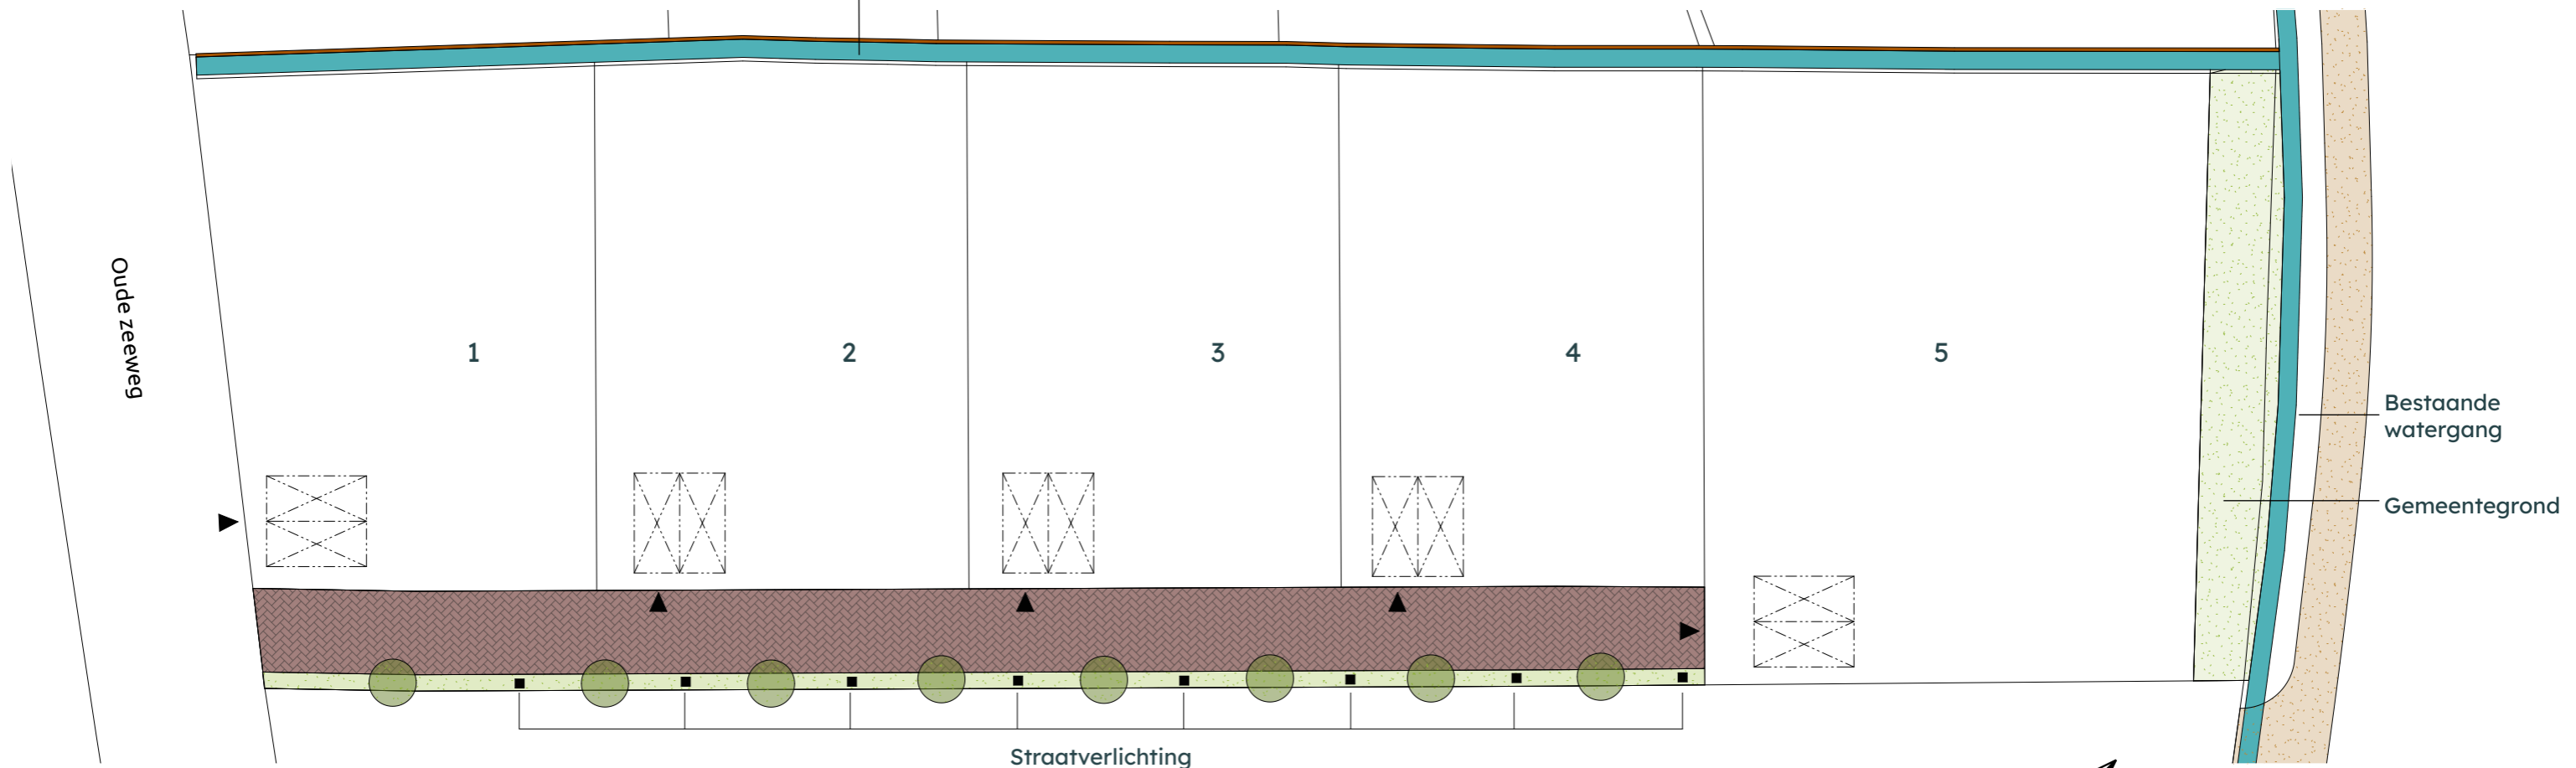 Oude zeeweg
1
2
3
4
5
Bestaande
watergang
Gemeentegrond
Straatverlichting